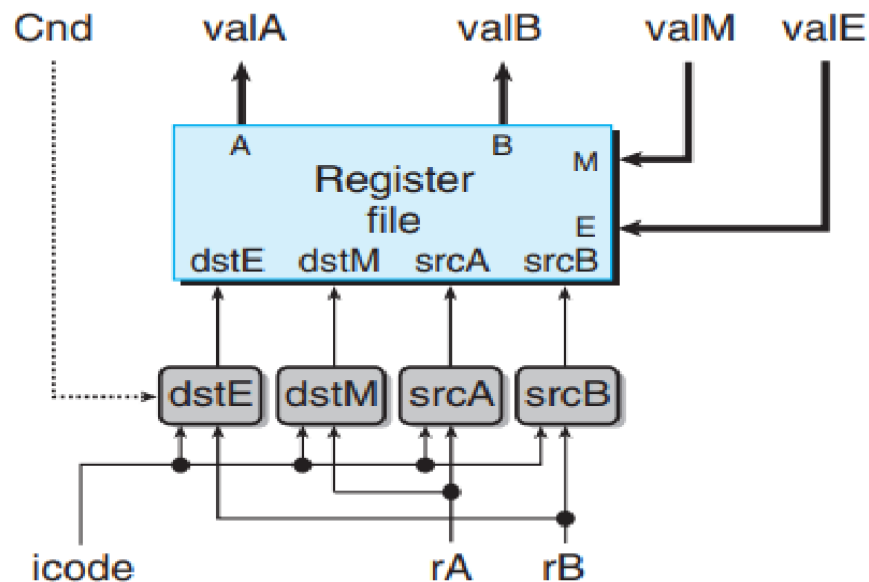 Cnd valA valB valM valE
A B
M
Register
file
E
dstE dstM srcA srcB
dstE dstM srcA srcB
icode rA rB